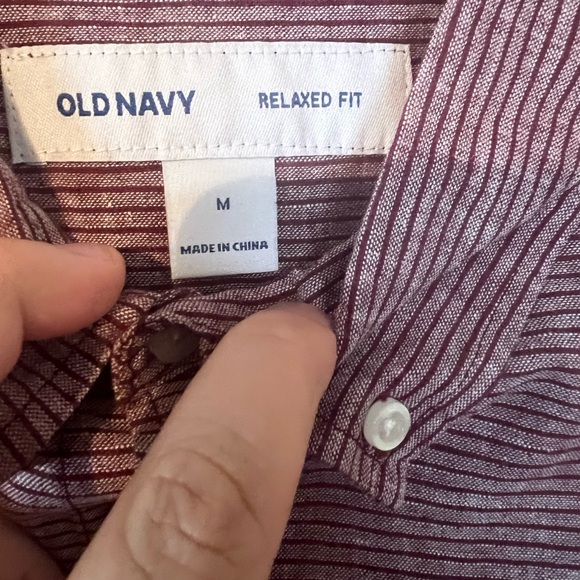 OLD NAVY RELAXED FIT
M
MADE IN CHINA